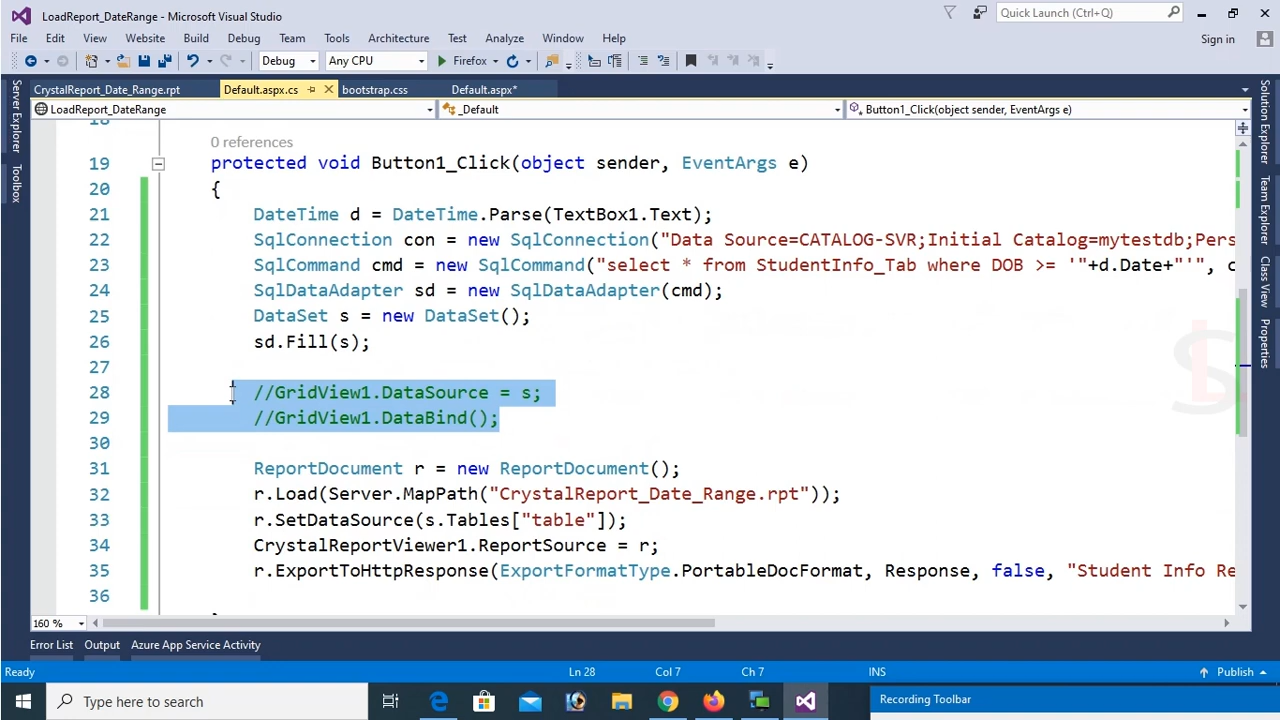 LoadReport_DateRange - Microsoft Visual Studio
Quick Launch (Ctrl+Q)
File Edit View Website Build Debug Team Tools Architecture Test Analyze Window Help
Sign in
Debug Any CPU Firefox
CrystalReport_Date_Range.rpt Default.aspx.cs bootstrap.css Default.aspx*
LoadReport_DateRange _Default Button1_Click(object sender, EventArgs e)
Server Explorer
Toolbox
Solution Explorer
Team Explorer
Class View
Properties
18
0 references
19 protected void Button1_Click(object sender, EventArgs e)
20 {
21 DateTime d = DateTime.Parse(TextBox1.Text);
22 SqlConnection con = new SqlConnection("Data Source=CATALOG-SVR;Initial Catalog=mytestdb;Pers
23 SqlCommand cmd = new SqlCommand("select * from StudentInfo_Tab where DOB >= '"+d.Date+"'", c
24 SqlDataAdapter sd = new SqlDataAdapter(cmd);
25 DataSet s = new DataSet();
26 sd.Fill(s);
27
28 //GridView1.DataSource = s;
29 //GridView1.DataBind();
30
31 ReportDocument r = new ReportDocument();
32 r.Load(Server.MapPath("CrystalReport_Date_Range.rpt"));
33 r.SetDataSource(s.Tables["table"]);
34 CrystalReportViewer1.ReportSource = r;
35 r.ExportToHttpResponse(ExportFormatType.PortableDocFormat, Response, false, "Student Info Re
36
160 %
Error List Output Azure App Service Activity
Ready Ln 28 Col 7 Ch 7 INS Publish
Type here to search
Recording Toolbar